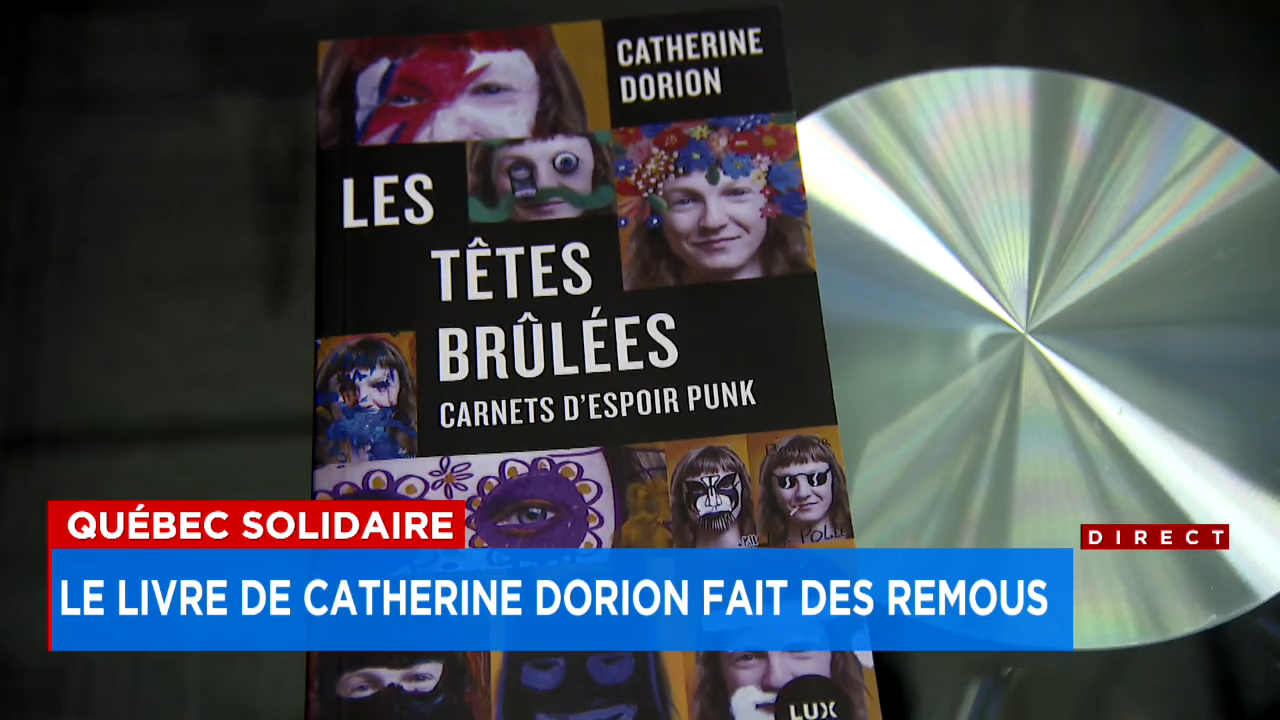 CATHERINE
DORION
LES
TÊTES
BRÛLÉES
CARNETS D'ESPOIR PUNK
QUÉBEC SOLIDAIRE
DIRECT
LE LIVRE DE CATHERINE DORION FAIT DES REMOUS
LUX